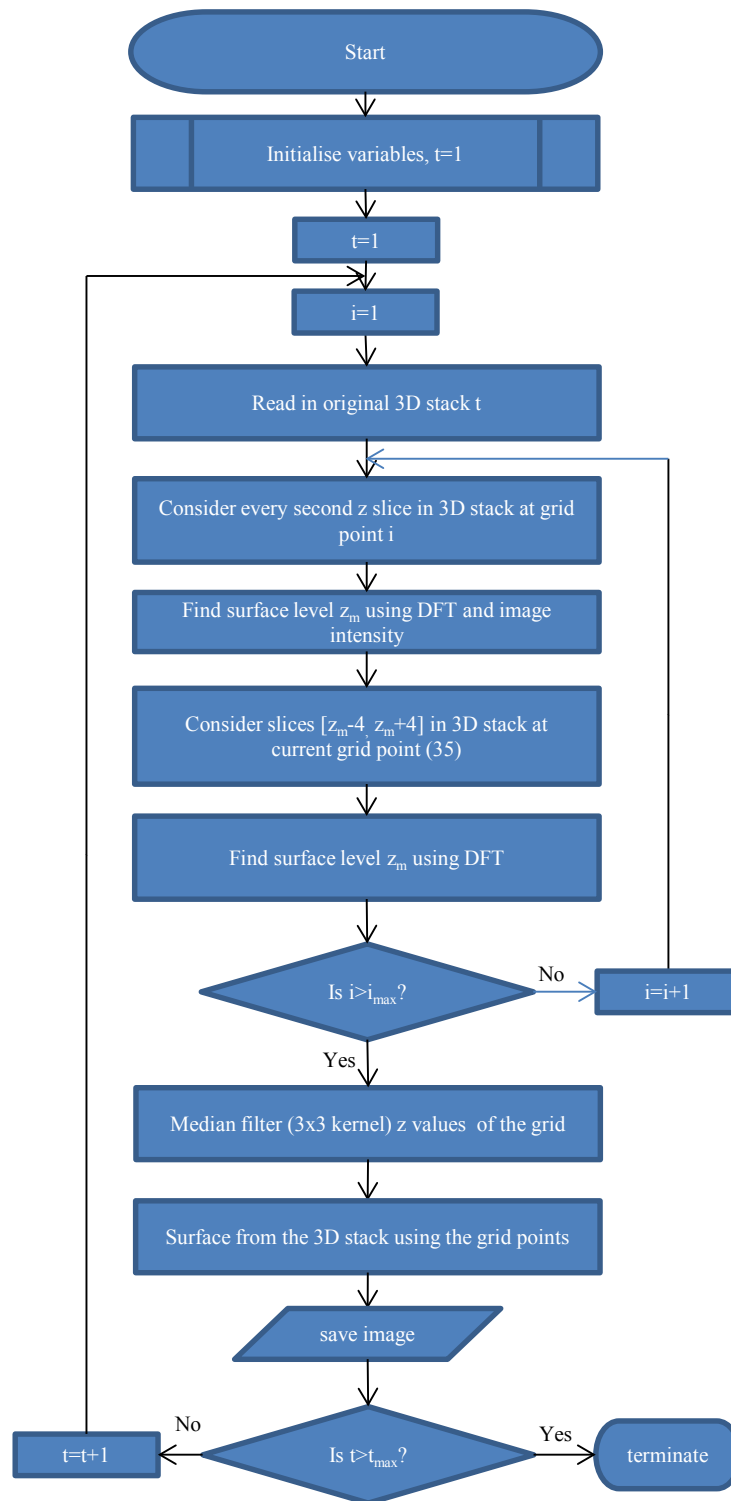 Start
Initialise variables, t=1
t=1
i=1
Read in original 3D stack t
Consider every second z slice in 3D stack at grid
point i
Find surface level zm using DFT and image
intensity
Consider slices [zm-4, zm+4] in 3D stack at
current grid point (35)
Find surface level zm using DFT
Is i>imax?
No
i=i+1
Yes
Median filter (3x3 kernel) z values of the grid
Surface from the 3D stack using the grid points
save image
No
Yes
t=t+1
Is t>tmax?
terminate